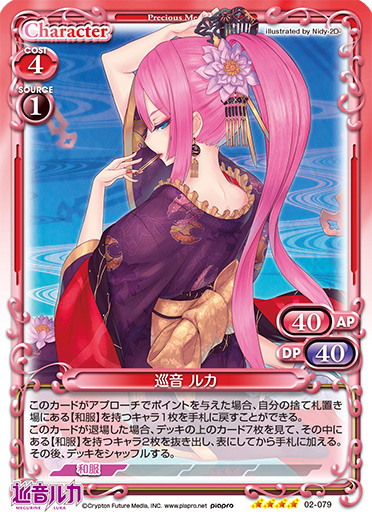 Precious Me
Character
illustrated by Nidy-2D-
COST
4
SOURCE
1
40 AP
DP 40
巡音 ルカ
このカードがアプローチでポイントを与えた場合、自分の捨て札置き
場にある【和服】を持つキャラ1枚を手札に戻すことができる。
このカードが退場した場合、デッキの上のカード7枚を見て、その中に
ある【和服】を持つキャラ2枚を抜き出し、表にしてから手札に加える。
その後、デッキをシャッフルする。
和服
巡音ルカ
MEGURINE LUKA
©Crypton Future Media, INC. www.piapro.net piapro
02-079